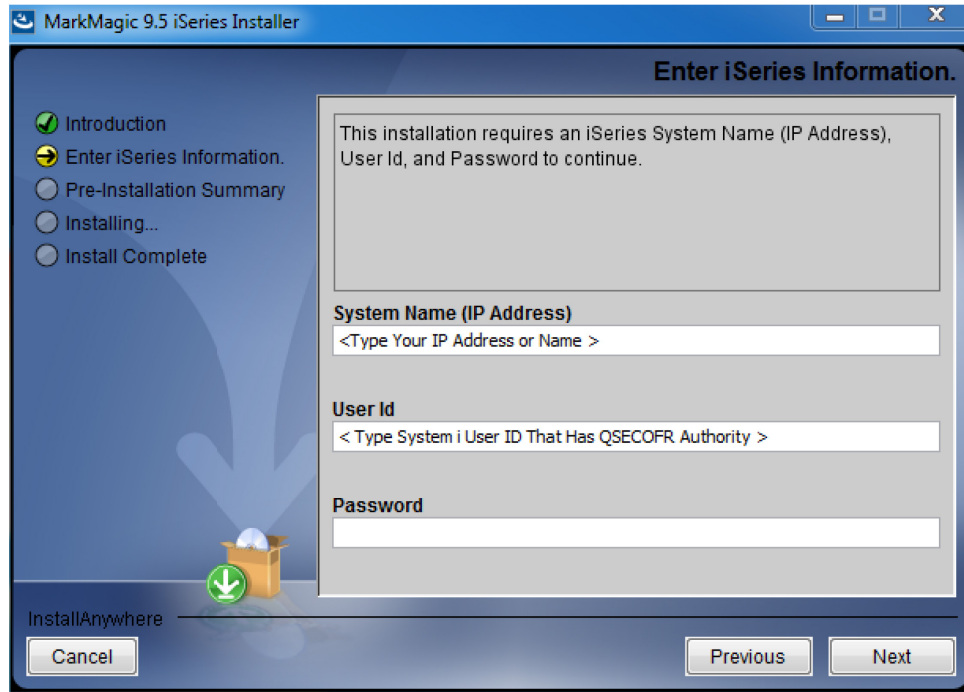 MarkMagic 9.5 iSeries Installer
Enter iSeries Information.
Introduction
Enter iSeries Information.
Pre-Installation Summary
Installing...
Install Complete
This installation requires an iSeries System Name (IP Address),
User Id, and Password to continue.
System Name (IP Address)
<Type Your IP Address or Name >
User Id
< Type System i User ID That Has QSECOFR Authority >
Password
InstallAnywhere
Cancel
Previous
Next